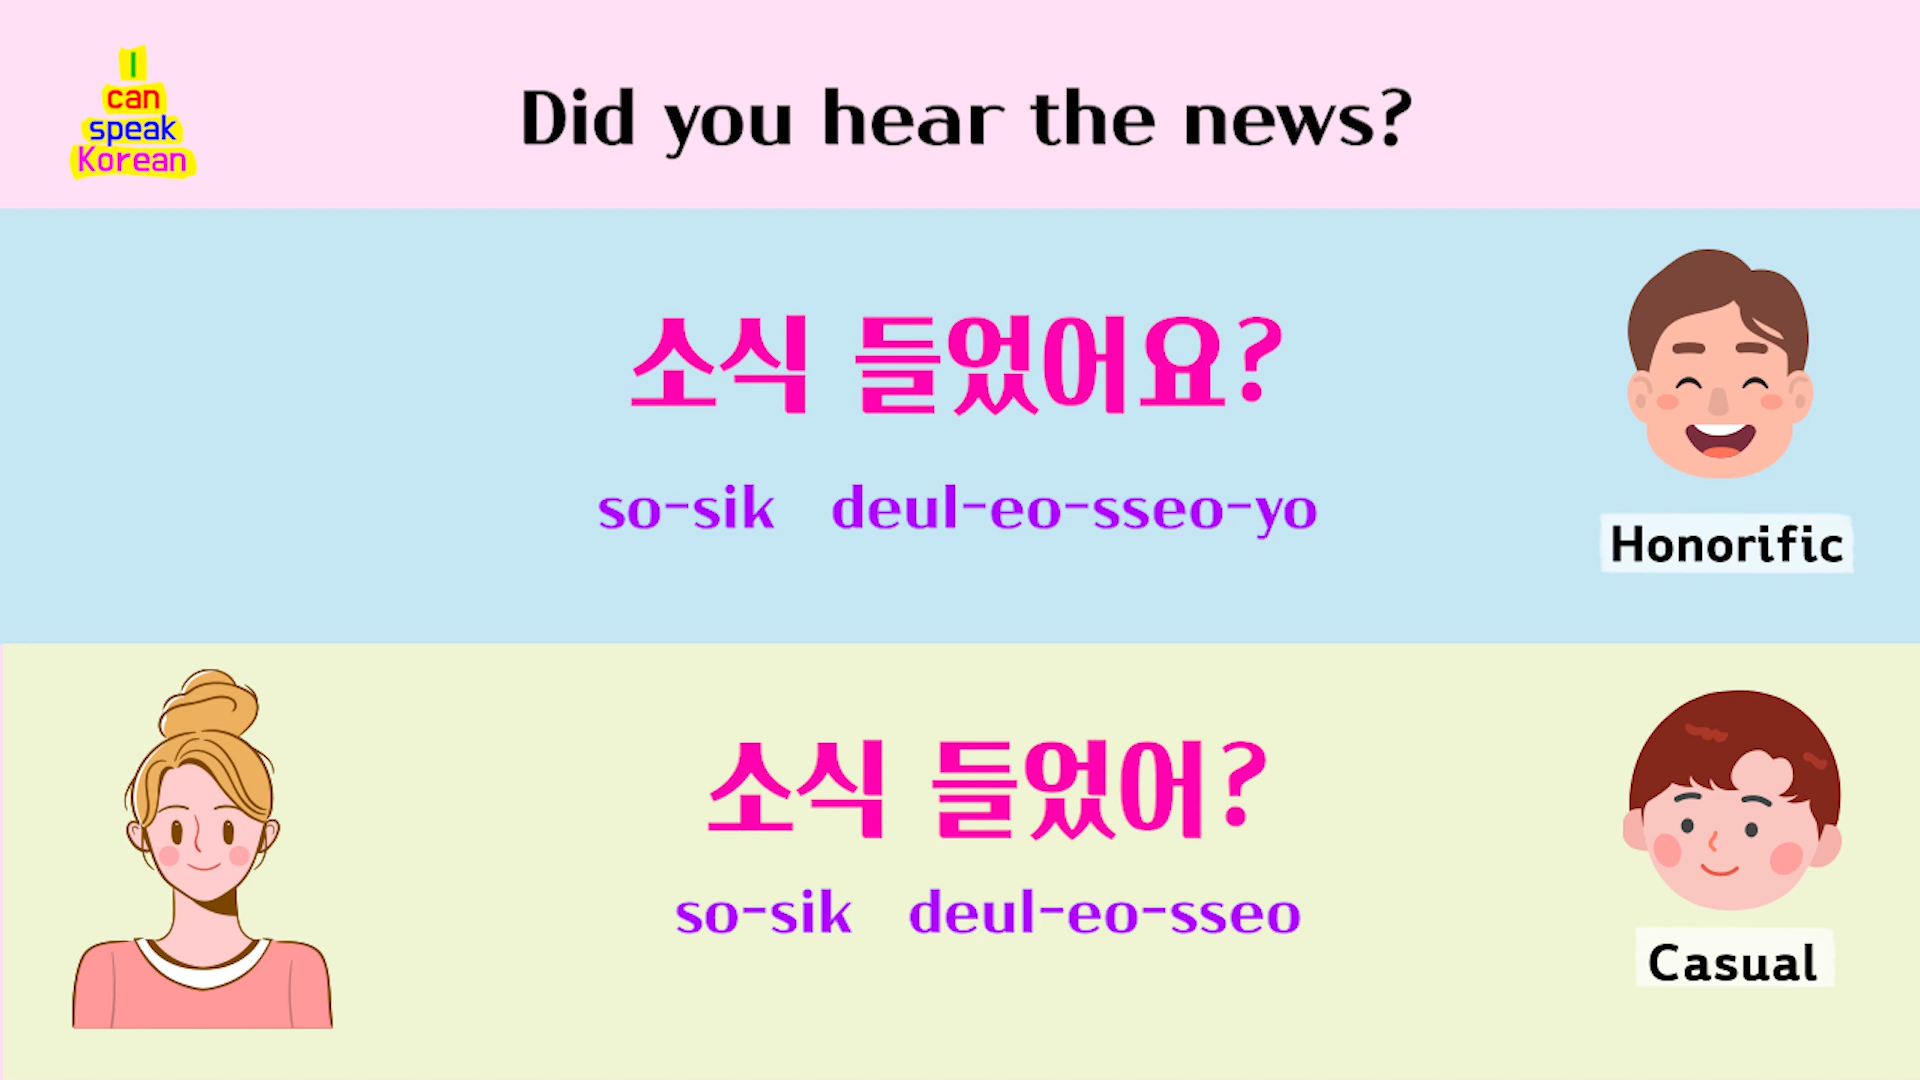 I
can
speak
Korean
Did you hear the news?
소식 들었어요?
so-sik deul-eo-sseo-yo
Honorific
소식 들었어?
so-sik deul-eo-sseo
Casual